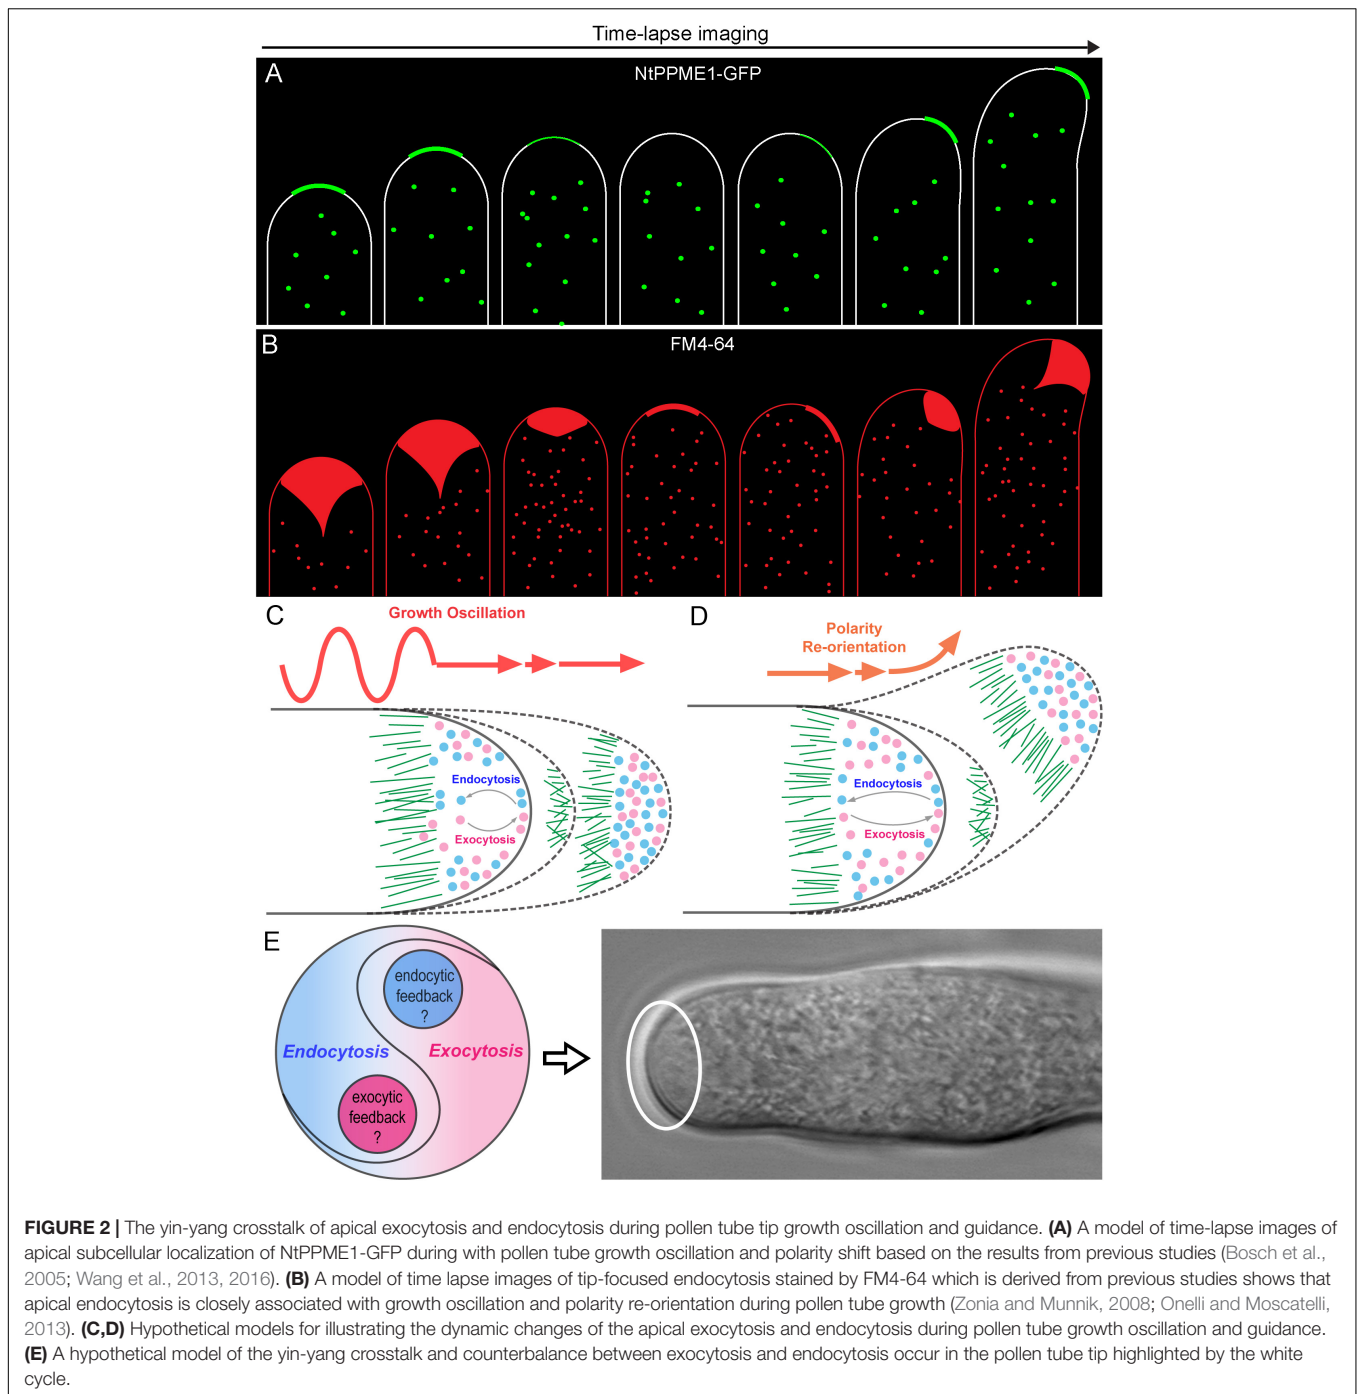 Time-lapse imaging
A
NtPPME1-GFP
B
FM4-64
C
Growth Oscillation
Endocytosis
Exocytosis
D
Polarity
Re-orientation
Endocytosis
Exocytosis
E
endocytic
feedback
?
Endocytosis
Exocytosis
exocytic
feedback
?
FIGURE 2 | The yin-yang crosstalk of apical exocytosis and endocytosis during pollen tube tip growth oscillation and guidance. (A) A model of time-lapse images of
apical subcellular localization of NtPPME1-GFP during with pollen tube growth oscillation and polarity shift based on the results from previous studies (Bosch et al.,
2005; Wang et al., 2013, 2016). (B) A model of time lapse images of tip-focused endocytosis stained by FM4-64 which is derived from previous studies shows that
apical endocytosis is closely associated with growth oscillation and polarity re-orientation during pollen tube growth (Zonia and Munnik, 2008; Onelli and Moscatelli,
2013). (C,D) Hypothetical models for illustrating the dynamic changes of the apical exocytosis and endocytosis during pollen tube growth oscillation and guidance.
(E) A hypothetical model of the yin-yang crosstalk and counterbalance between exocytosis and endocytosis occur in the pollen tube tip highlighted by the white
cycle.